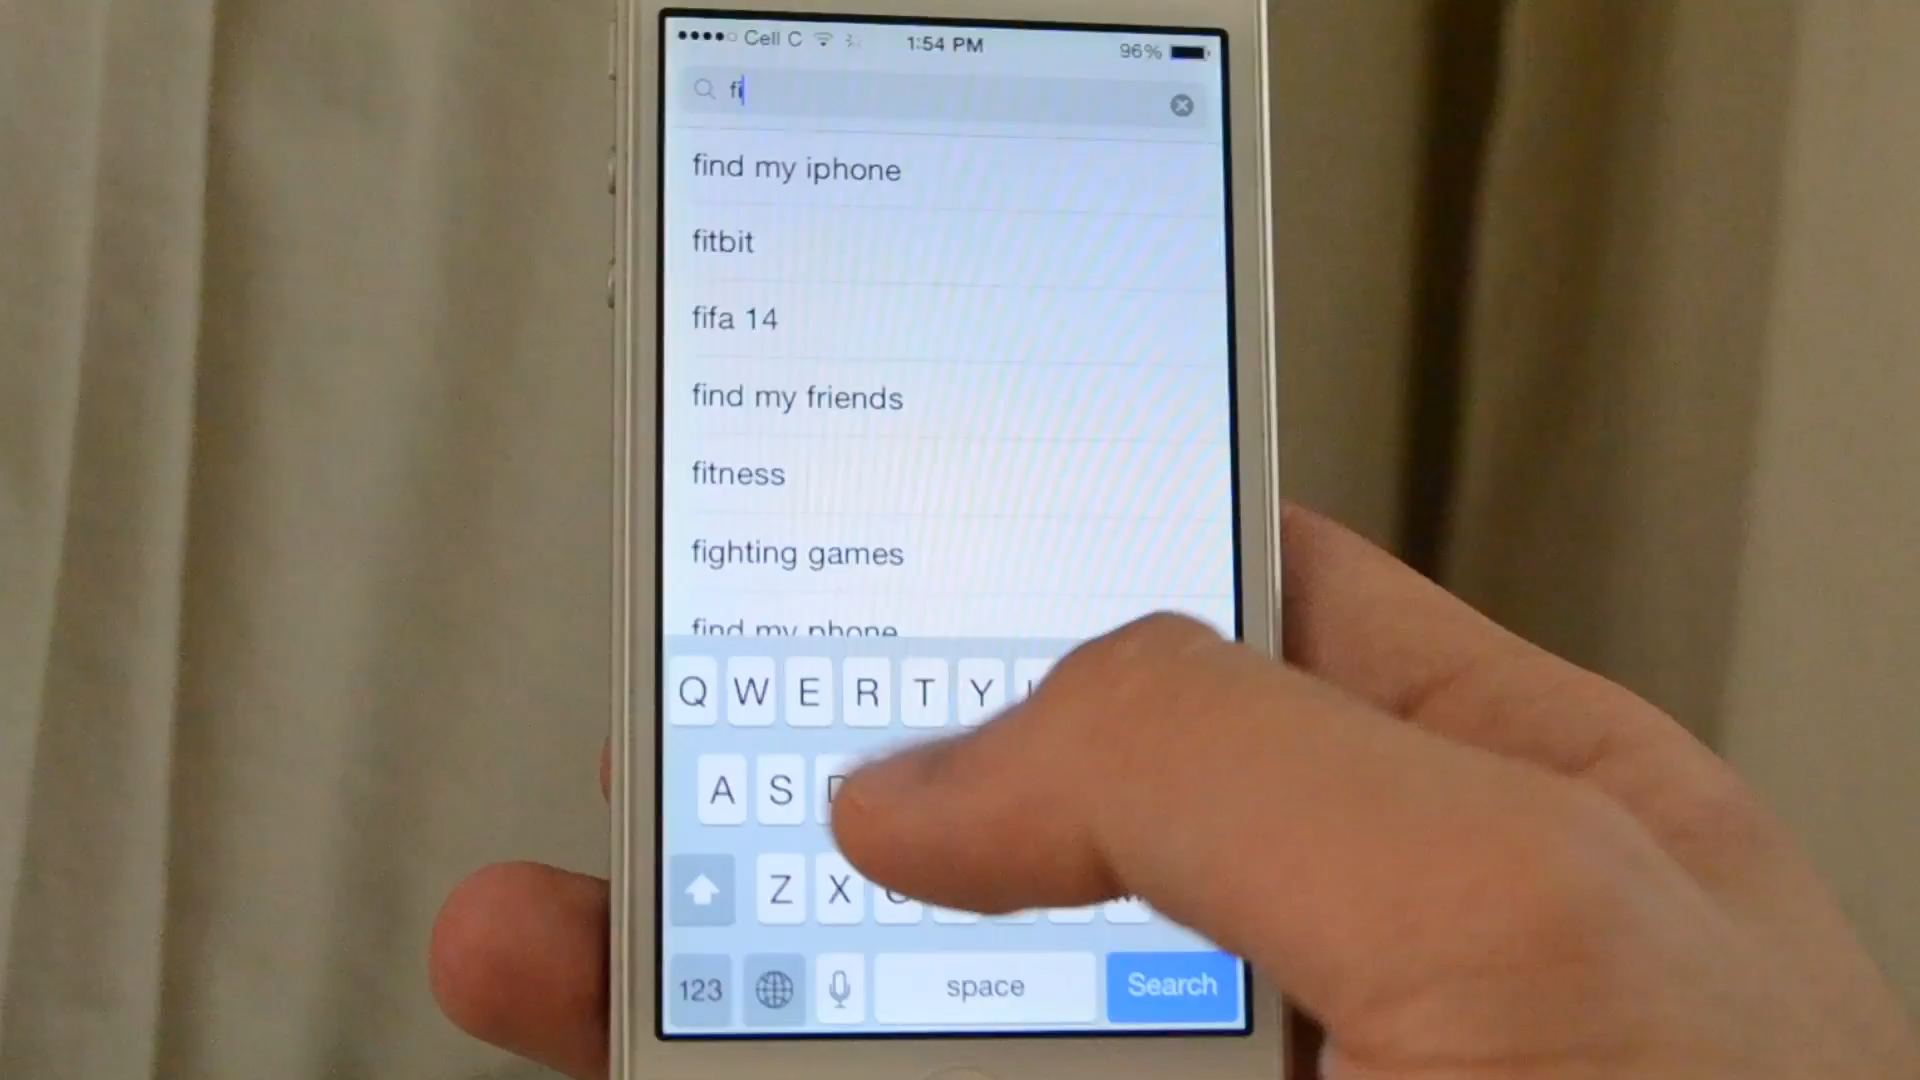 Cell C 1:54 PM 96%
fi
find my iphone
fitbit
fifa 14
find my friends
fitness
fighting games
find my phone
Q W E R T Y
A S D
Z X C
123 space Search